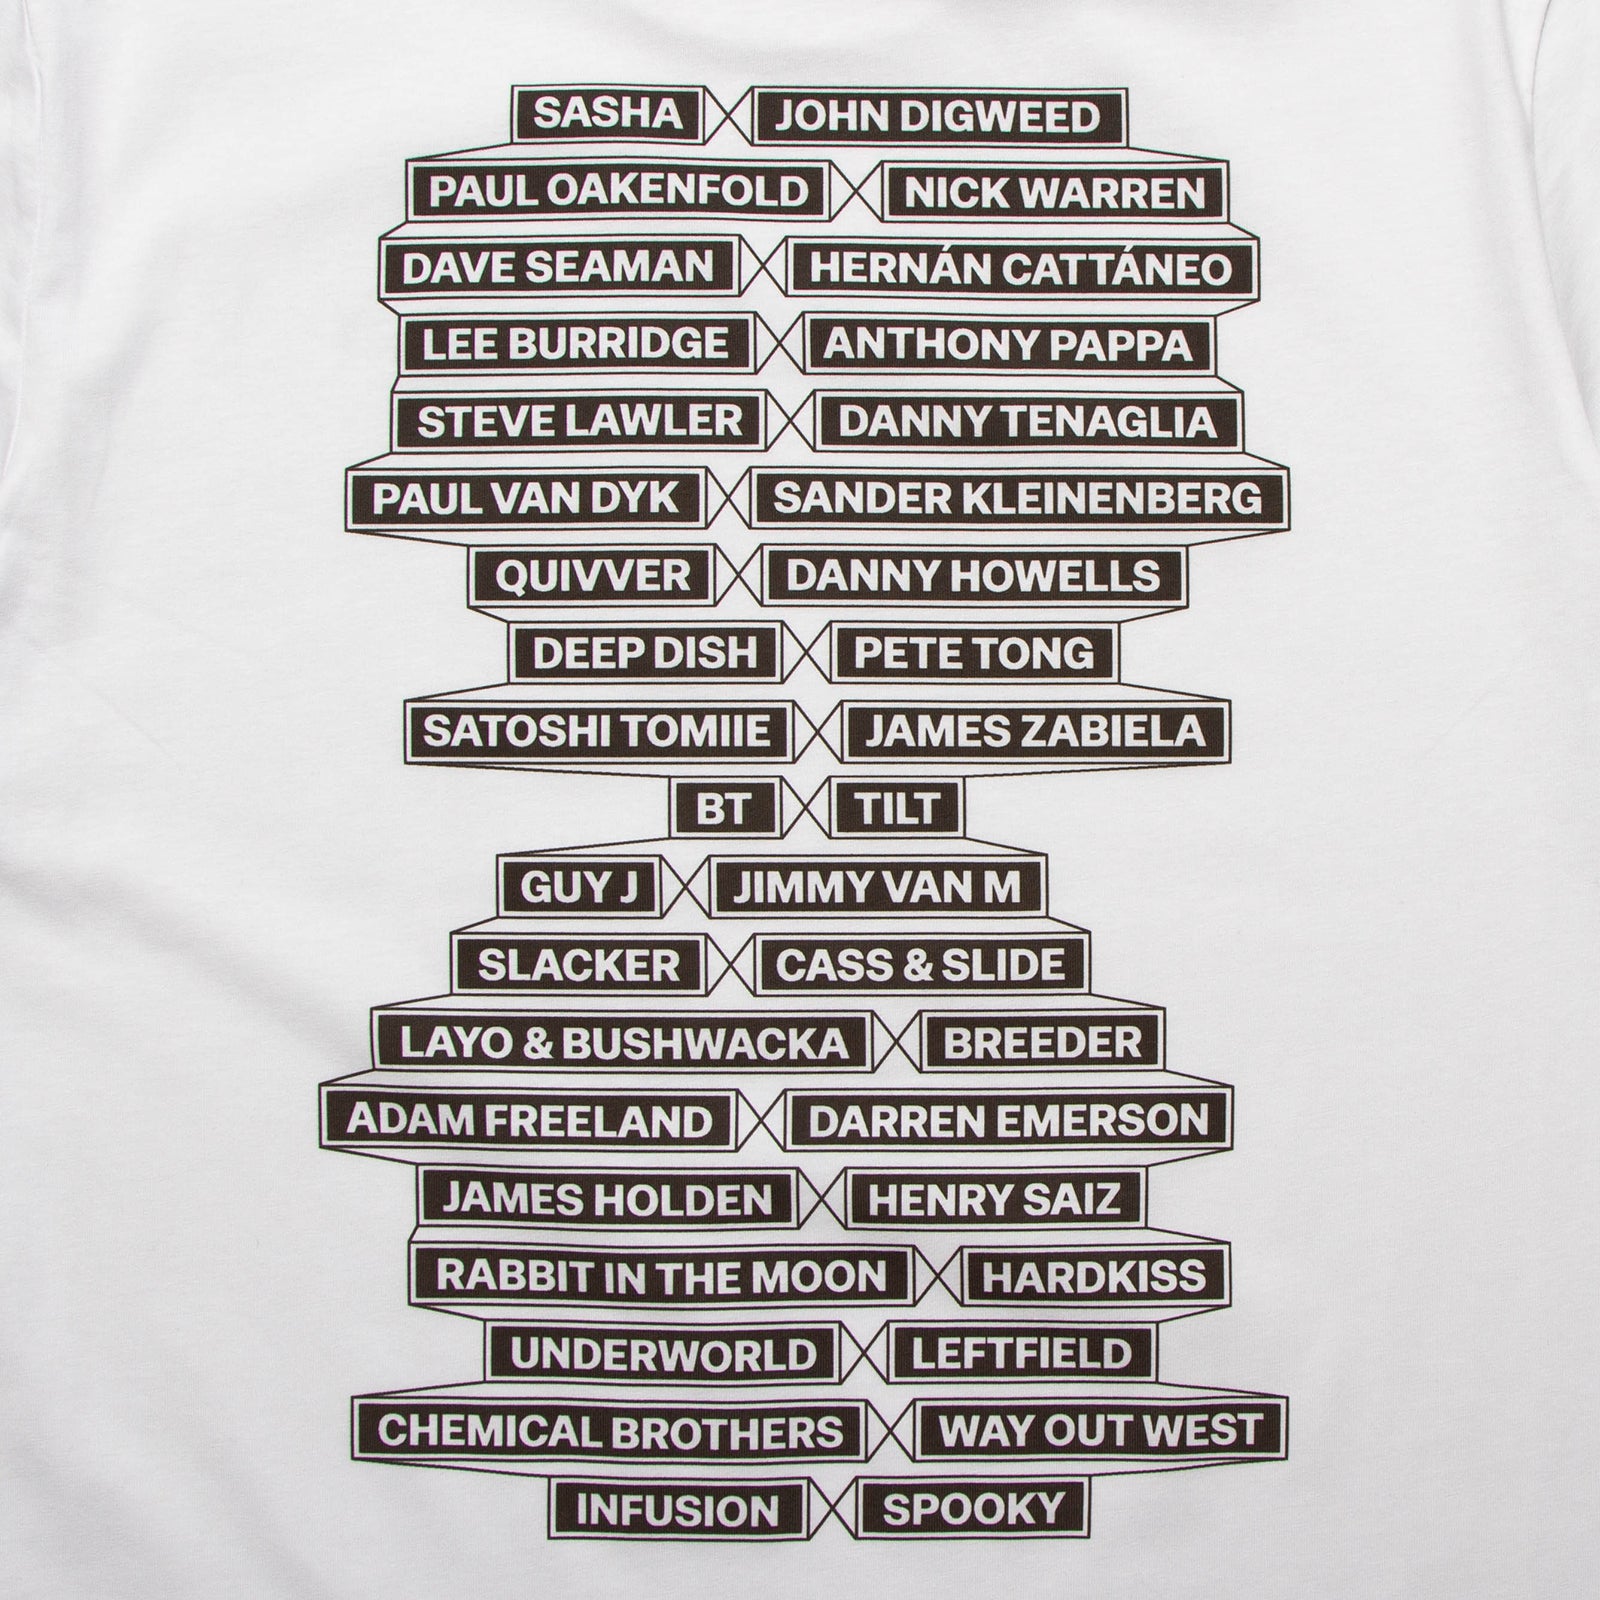 SASHA JOHN DIGWEED
PAUL OAKENFOLD NICK WARREN
DAVE SEAMAN HERNÁN CATTÁNEO
LEE BURRIDGE ANTHONY PAPPA
STEVE LAWLER DANNY TENAGLIA
PAUL VAN DYK SANDER KLEINENBERG
QUIVVER DANNY HOWELLS
DEEP DISH PETE TONG
SATOSHI TOMIIE JAMES ZABIELA
BT TILT
GUY J JIMMY VAN M
SLACKER CASS & SLIDE
LAYO & BUSHWACKA BREEDER
ADAM FREELAND DARREN EMERSON
JAMES HOLDEN HENRY SAIZ
RABBIT IN THE MOON HARDKISS
UNDERWORLD LEFTFIELD
CHEMICAL BROTHERS WAY OUT WEST
INFUSION SPOOKY